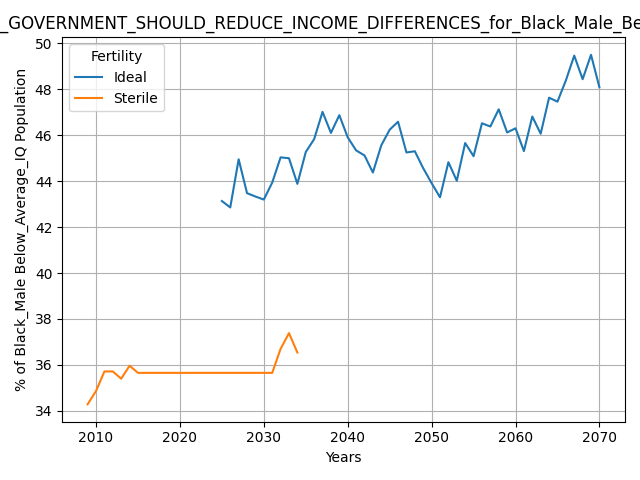 _GOVERNMENT_SHOULD_REDUCE_INCOME_DIFFERENCES_for_Black_Male_Be
% of Black_Male Below_Average_IQ Population
Fertility
Ideal
Sterile
50
48
46
44
42
40
38
36
34
2010 2020 2030 2040 2050 2060 2070
Years